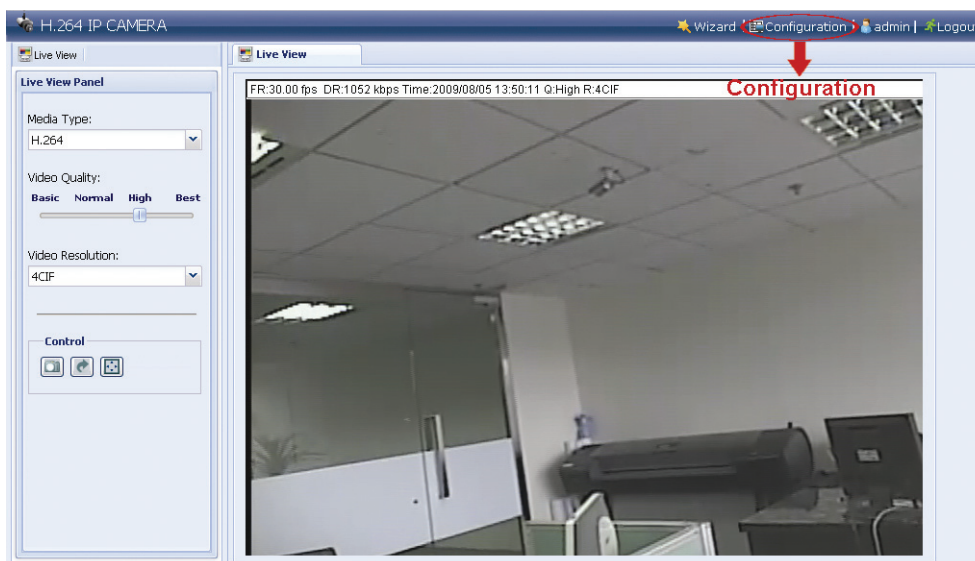 H.264 IP CAMERA
Wizard | Configuration | admin | Logou
Live View
Live View
Live View Panel
FR:30.00 fps DR:1052 kbps Time:2009/08/05 13:50:11 Q:High R:4CIF
Configuration
Media Type:
H.264
Video Quality:
Basic Normal High Best
Video Resolution:
4CIF
Control